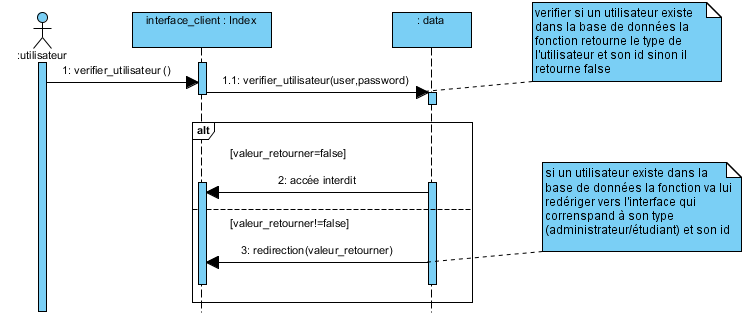 interface_client : Index
: data
verifier si un utilisateur existe
dans la base de données la
fonction retourne le type de
l'utilisateur et son id sinon il
retourne false
:utilisateur
1: verifier_utilisateur ()
1.1: verifier_utilisateur(user,password)
alt
[valeur_retourner=false]
2: accée interdit
si un utilisateur existe dans la
base de données la fonction va lui
redériger vers l'interface qui
correnspand à son type
(administrateur/étudiant) et son id
[valeur_retourner!=false]
3: redirection(valeur_retourner)